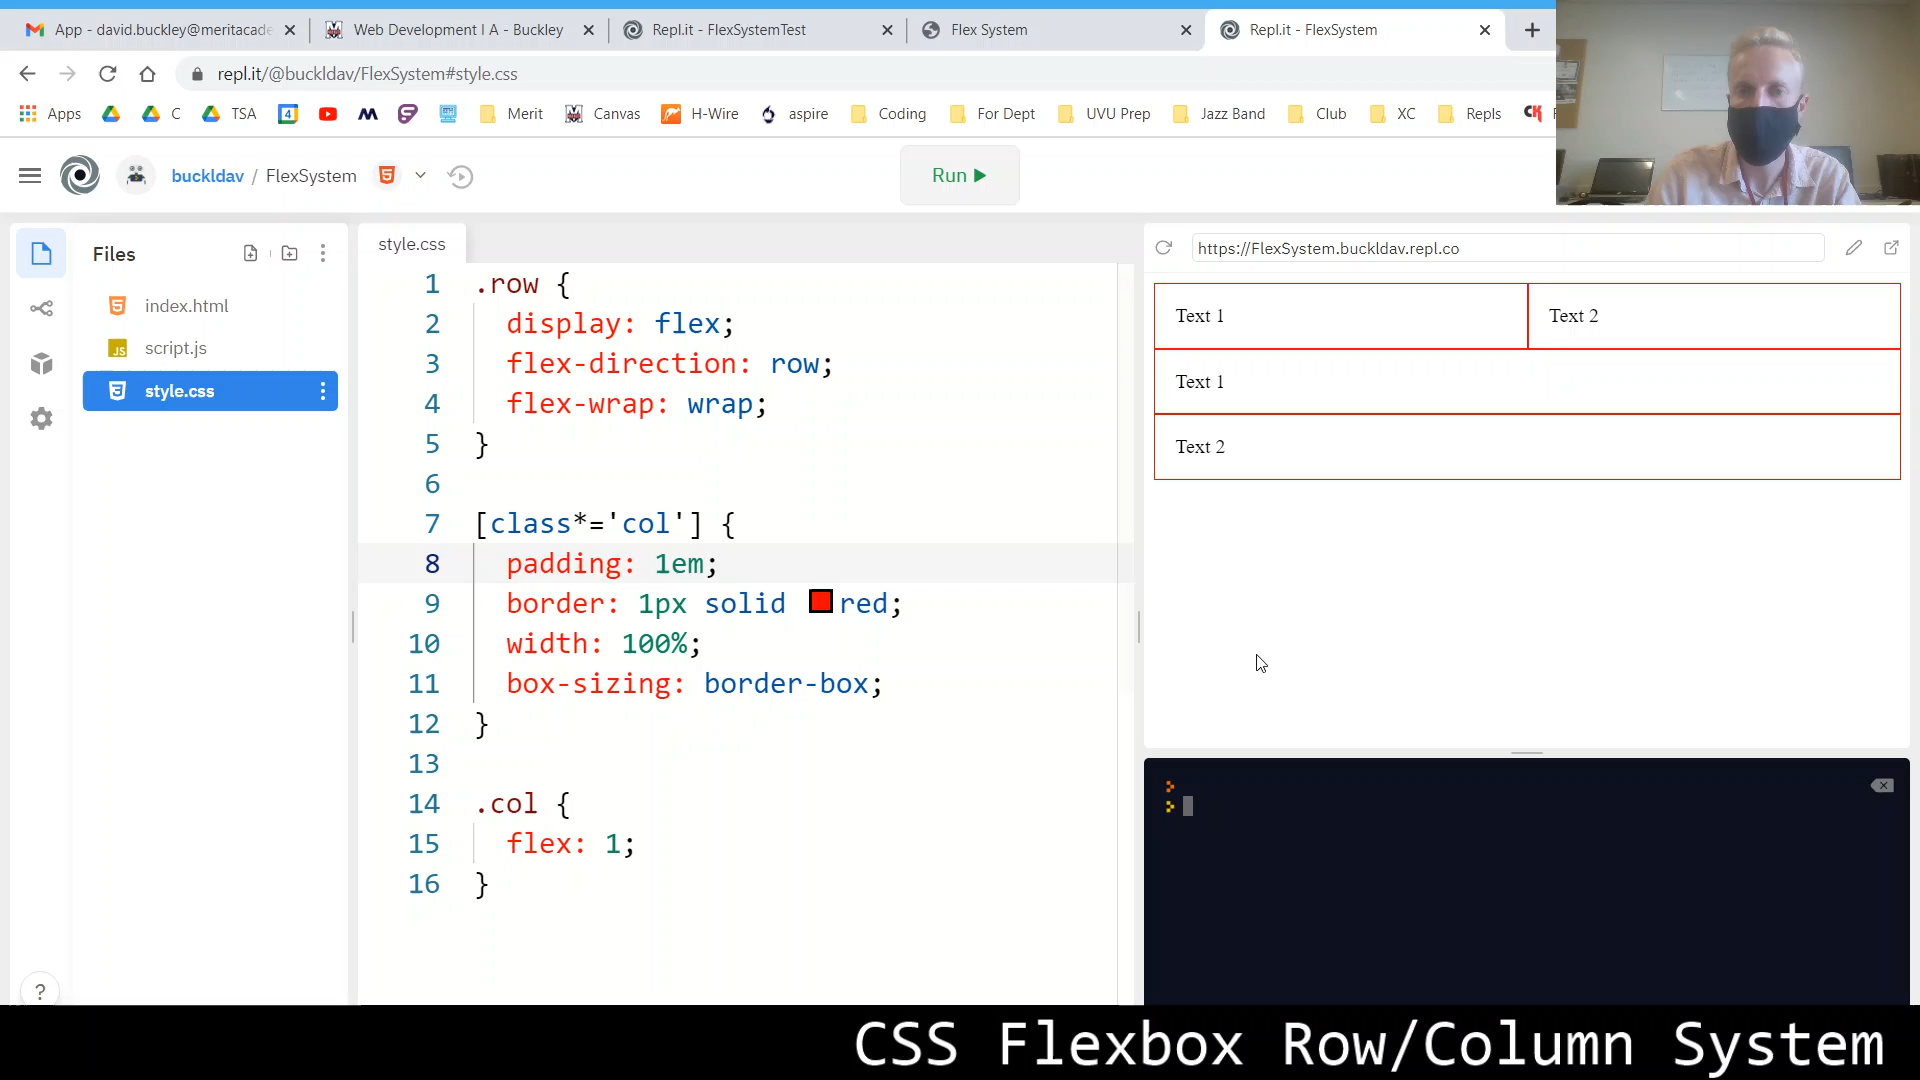 App - david.buckley@meritacade
Web Development I A - Buckley
Repl.it - FlexSystemTest
Flex System
Repl.it - FlexSystem
repl.it/@buckldav/FlexSystem#style.css
Apps
C
TSA
4
Merit
Canvas
H-Wire
aspire
Coding
For Dept
UVU Prep
Jazz Band
Club
XC
Repls
buckldav / FlexSystem
Run
Files
index.html
JS script.js
style.css
style.css
1 .row {
2 display: flex;
3 flex-direction: row;
4 flex-wrap: wrap;
5 }
6
7 [class*='col'] {
8 padding: 1em;
9 border: 1px solid red;
10 width: 100%;
11 box-sizing: border-box;
12 }
13
14 .col {
15 flex: 1;
16 }
https://FlexSystem.buckldav.repl.co
Text 1
Text 2
Text 1
Text 2
>
>
?
CSS Flexbox Row/Column System